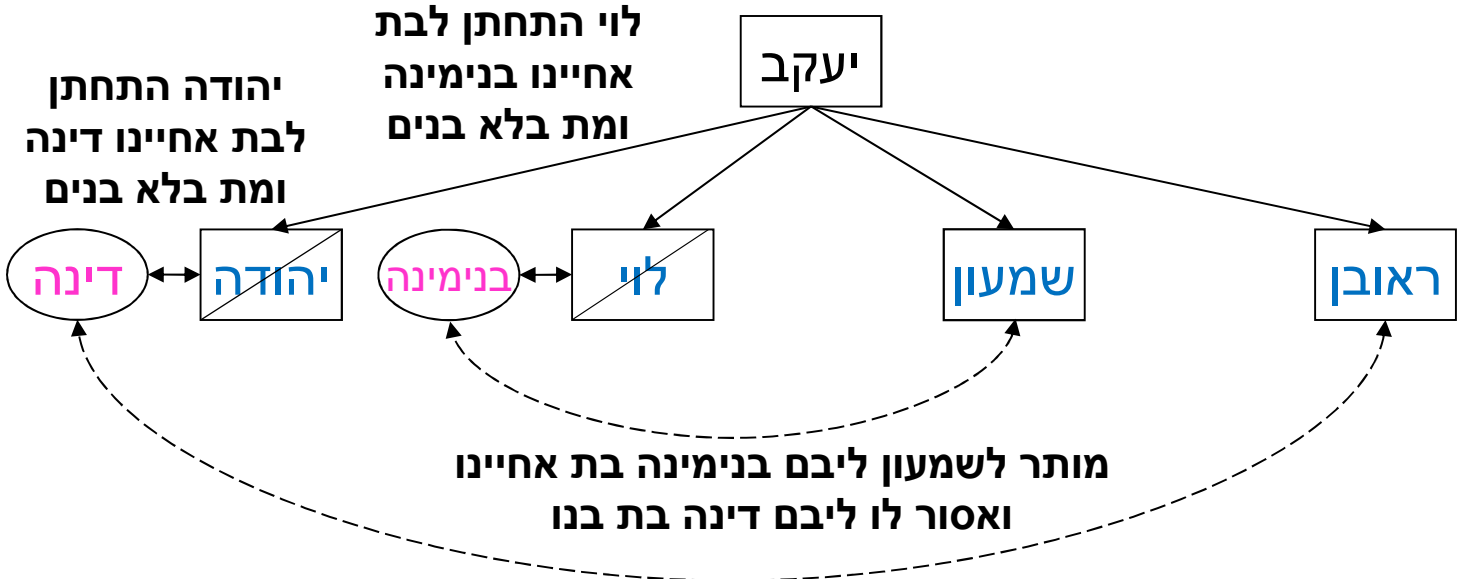 יעקב
לוי התחתן לבת
אחיינו בנימינה
ומת בלא בנים
יהודה התחתן
לבת אחיינו דינה
ומת בלא בנים
ראובן
שמעון
לוי
בנימינה
יהודה
דינה
מותר לשמעון ליבם בנימינה בת אחיינו
ואסור לו ליבם דינה בת בנו